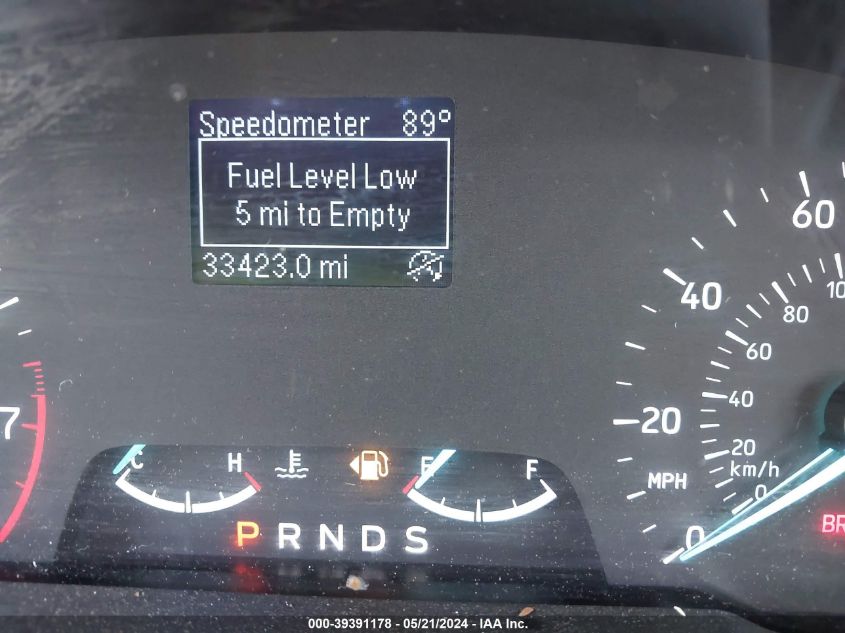 Speedometer 89°
Fuel Level Low
5 mi to Empty
33423.0 mi
7
C H
E F
P R N D S
60
40
20
MPH
0
80
60
40
20
km/h
0
000-39391178 - 05/21/2024 - IAA Inc.